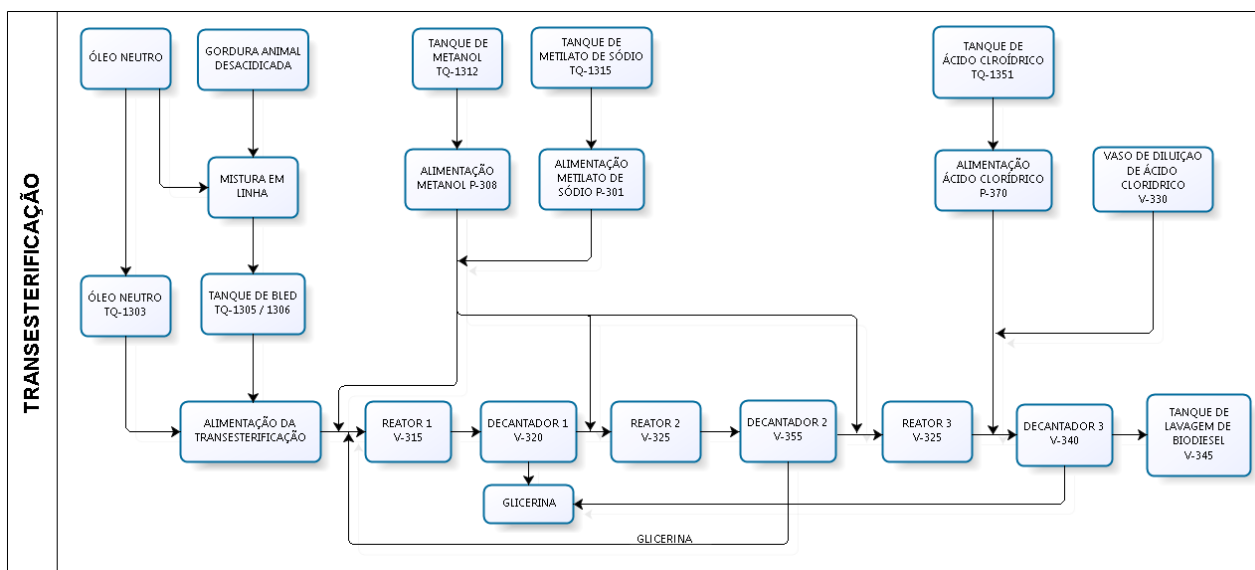 TRANSESTERIFICAÇÃO
ÓLEO NEUTRO
GORDURA ANIMAL
DESACIDICADA
TANQUE DE
METANOL
TQ-1312
TANQUE DE
METILATO DE SÓDIO
TQ-1315
TANQUE DE
ÁCIDO CLROÍDRICO
TQ-1351
MISTURA EM
LINHA
ALIMENTAÇÃO
METANOL P-308
ALIMENTAÇÃO
METILATO DE
SÓDIO P-301
ALIMENTAÇÃO
ÁCIDO CLORÍDRICO
P-370
VASO DE DILUIÇAO
DE ÁCIDO
CLORIDRICO
V-330
ÓLEO NEUTRO
TQ-1303
TANQUE DE BLED
TQ-1305 / 1306
ALIMENTAÇÃO DA
TRANSESTERIFICAÇÃO
REATOR 1
V-315
DECANTADOR 1
V-320
REATOR 2
V-325
DECANTADOR 2
V-355
REATOR 3
V-325
DECANTADOR 3
V-340
TANQUE DE
LAVAGEM DE
BIODIESEL
V-345
GLICERINA
GLICERINA